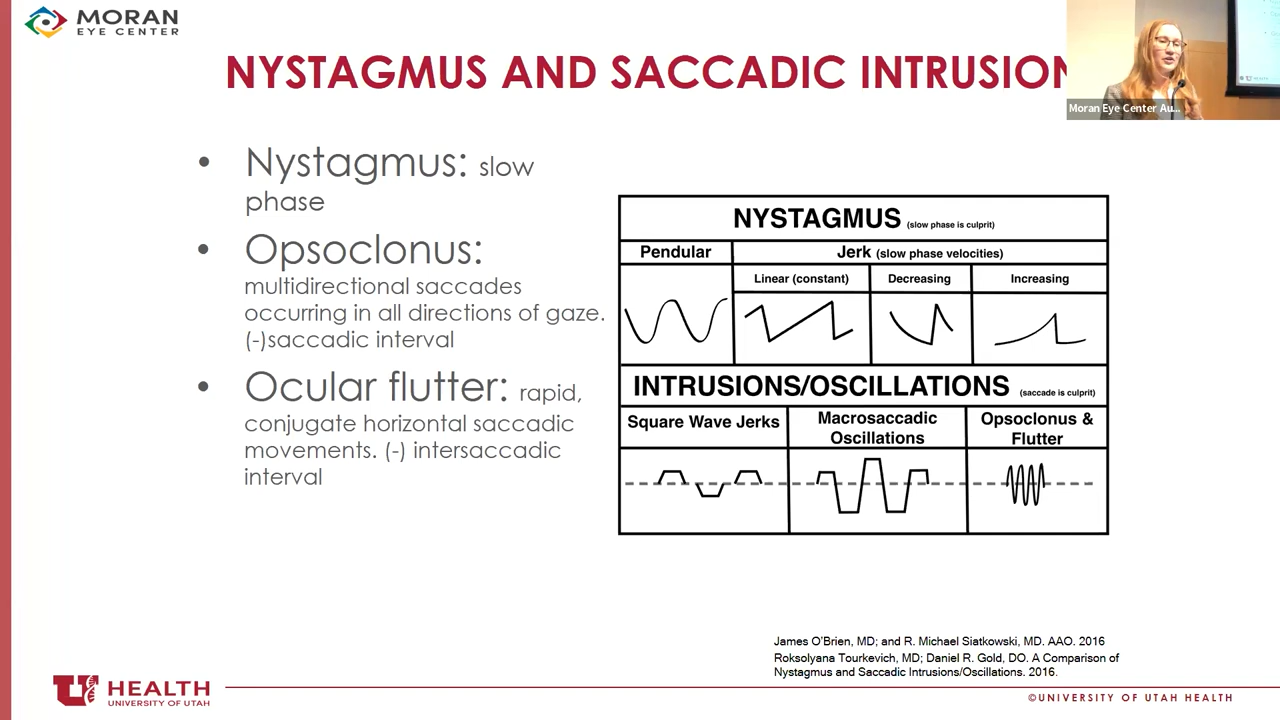 MORAN
EYE CENTER
NYSTAGMUS AND SACCADIC INTRUSION
Moran Eye Center Au...
• Nystagmus: slow
phase
• Opsoclonus:
multidirectional saccades
occurring in all directions of gaze.
(-)saccadic interval
• Ocular flutter: rapid,
conjugate horizontal saccadic
movements. (-) intersaccadic
interval
NYSTAGMUS (slow phase is culprit)
Pendular
Jerk (slow phase velocities)
Linear (constant)
Decreasing
Increasing
INTRUSIONS/OSCILLATIONS (saccade is culprit)
Square Wave Jerks
Macrosaccadic
Oscillations
Opsoclonus &
Flutter
James O'Brien, MD; and R. Michael Siatkowski, MD. AAO. 2016
Roksolyana Tourkevich, MD; Daniel R. Gold, DO. A Comparison of
Nystagmus and Saccadic Intrusions/Oscillations. 2016.
U HEALTH
UNIVERSITY OF UTAH
©UNIVERSITY OF UTAH HEALTH